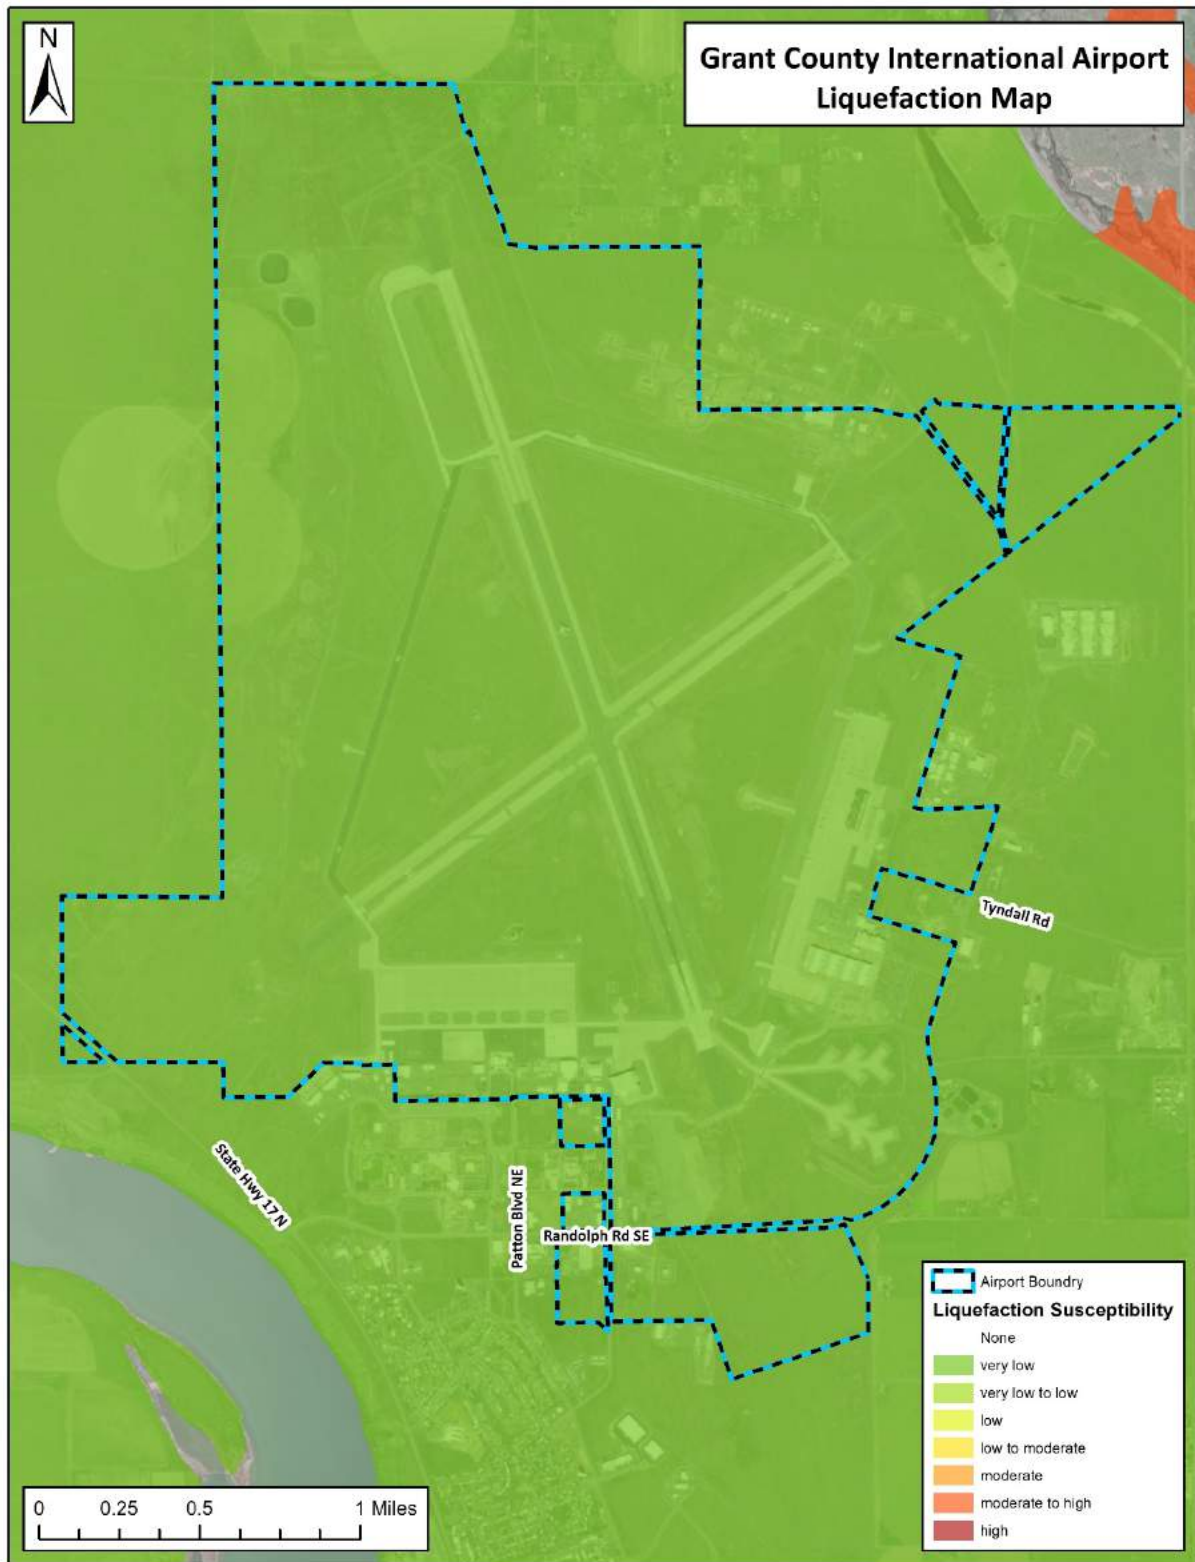 N
Grant County International Airport
Liquefaction Map
Tyndall Rd
State Hwy 17 N
Patton Blvd NE
Randolph Rd SE
Airport Boundry
Liquefaction Susceptibility
None
very low
very low to low
low
low to moderate
moderate
moderate to high
high
0 0.25 0.5 1 Miles